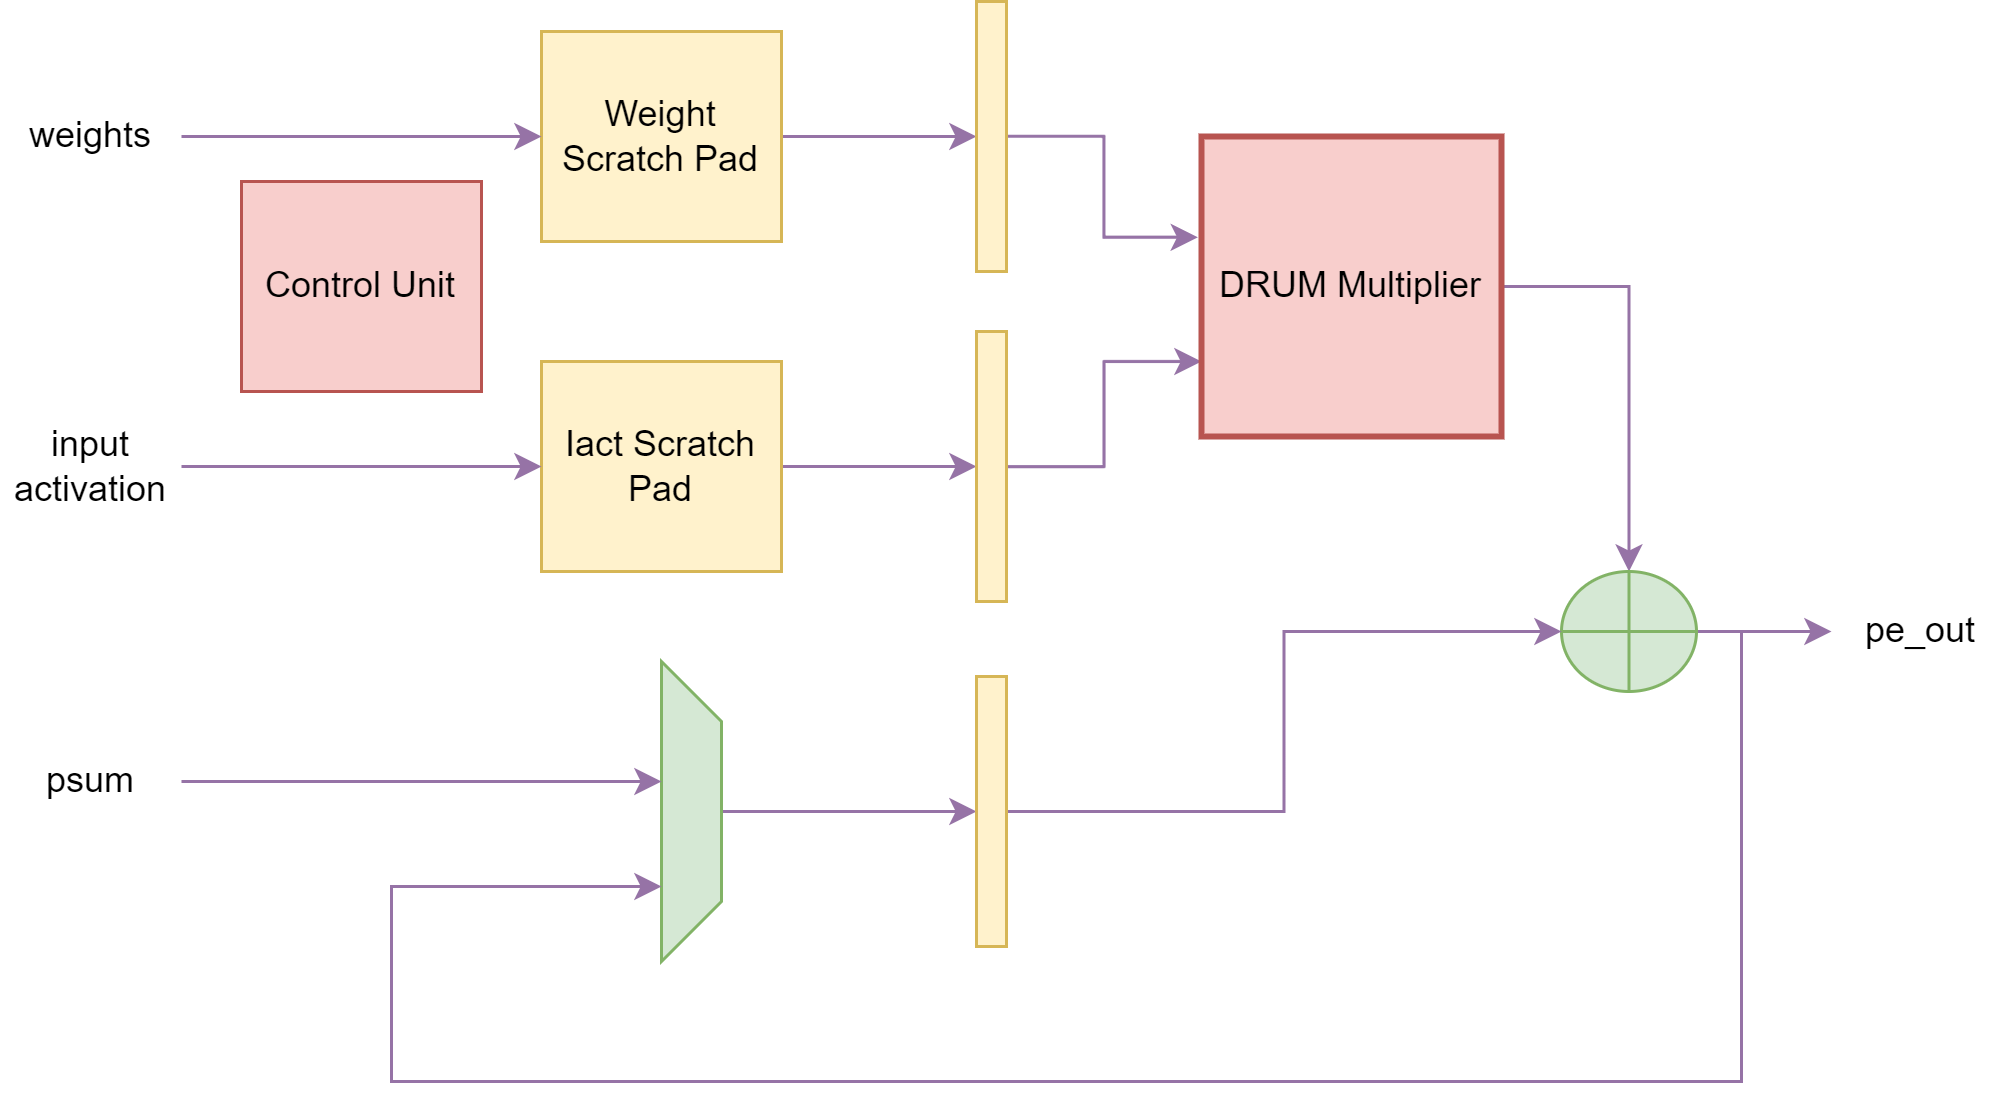 weights
Weight
Scratch Pad
Control Unit
DRUM Multiplier
input
activation
Iact Scratch
Pad
pe_out
psum